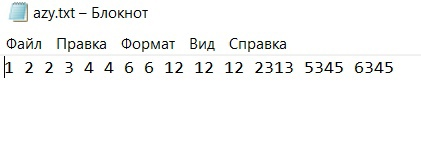 azy.txt – Блокнот
Файл Правка Формат Вид Справка
1 2 2 3 4 4 6 6 12 12 12 2313 5345 6345